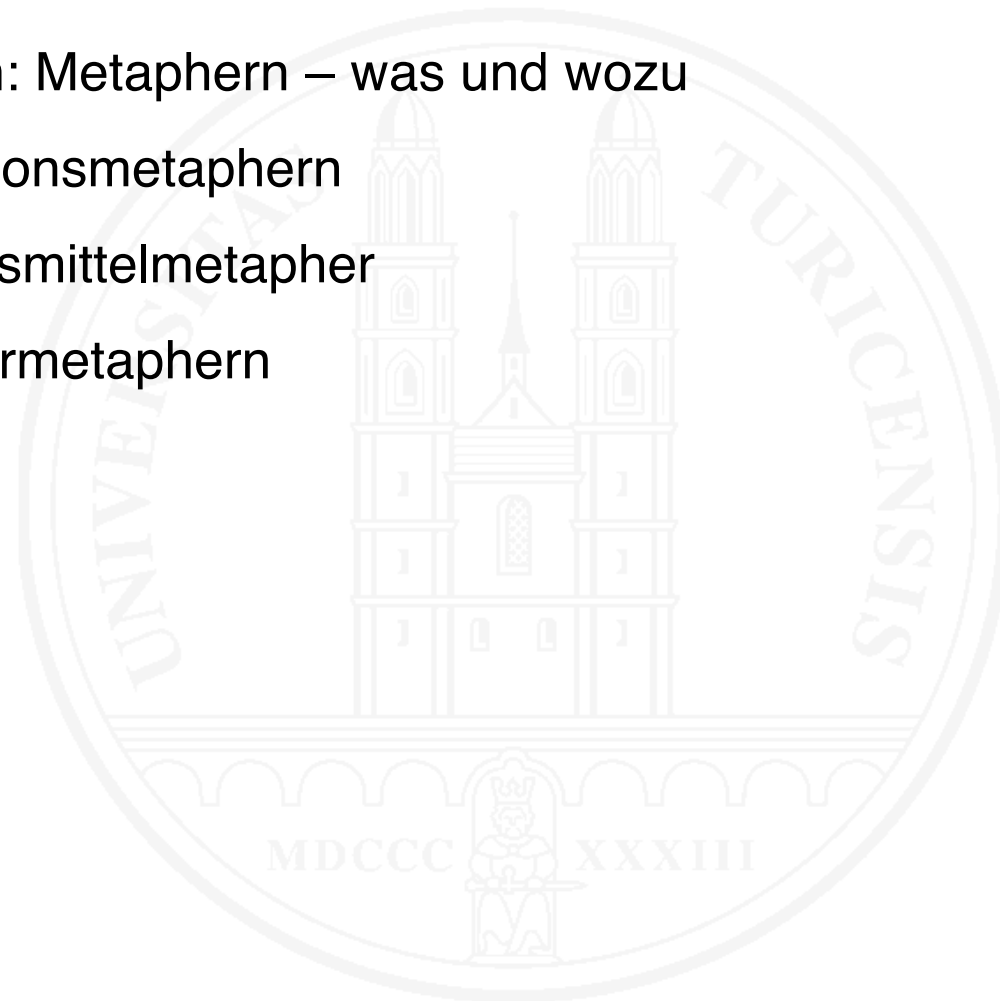 : Metaphern – was und wozu
onsmetaphern
smittelmetapher
rmetaphern
UNIVERSITAS TURICENSIS
MDCCC XXXIII